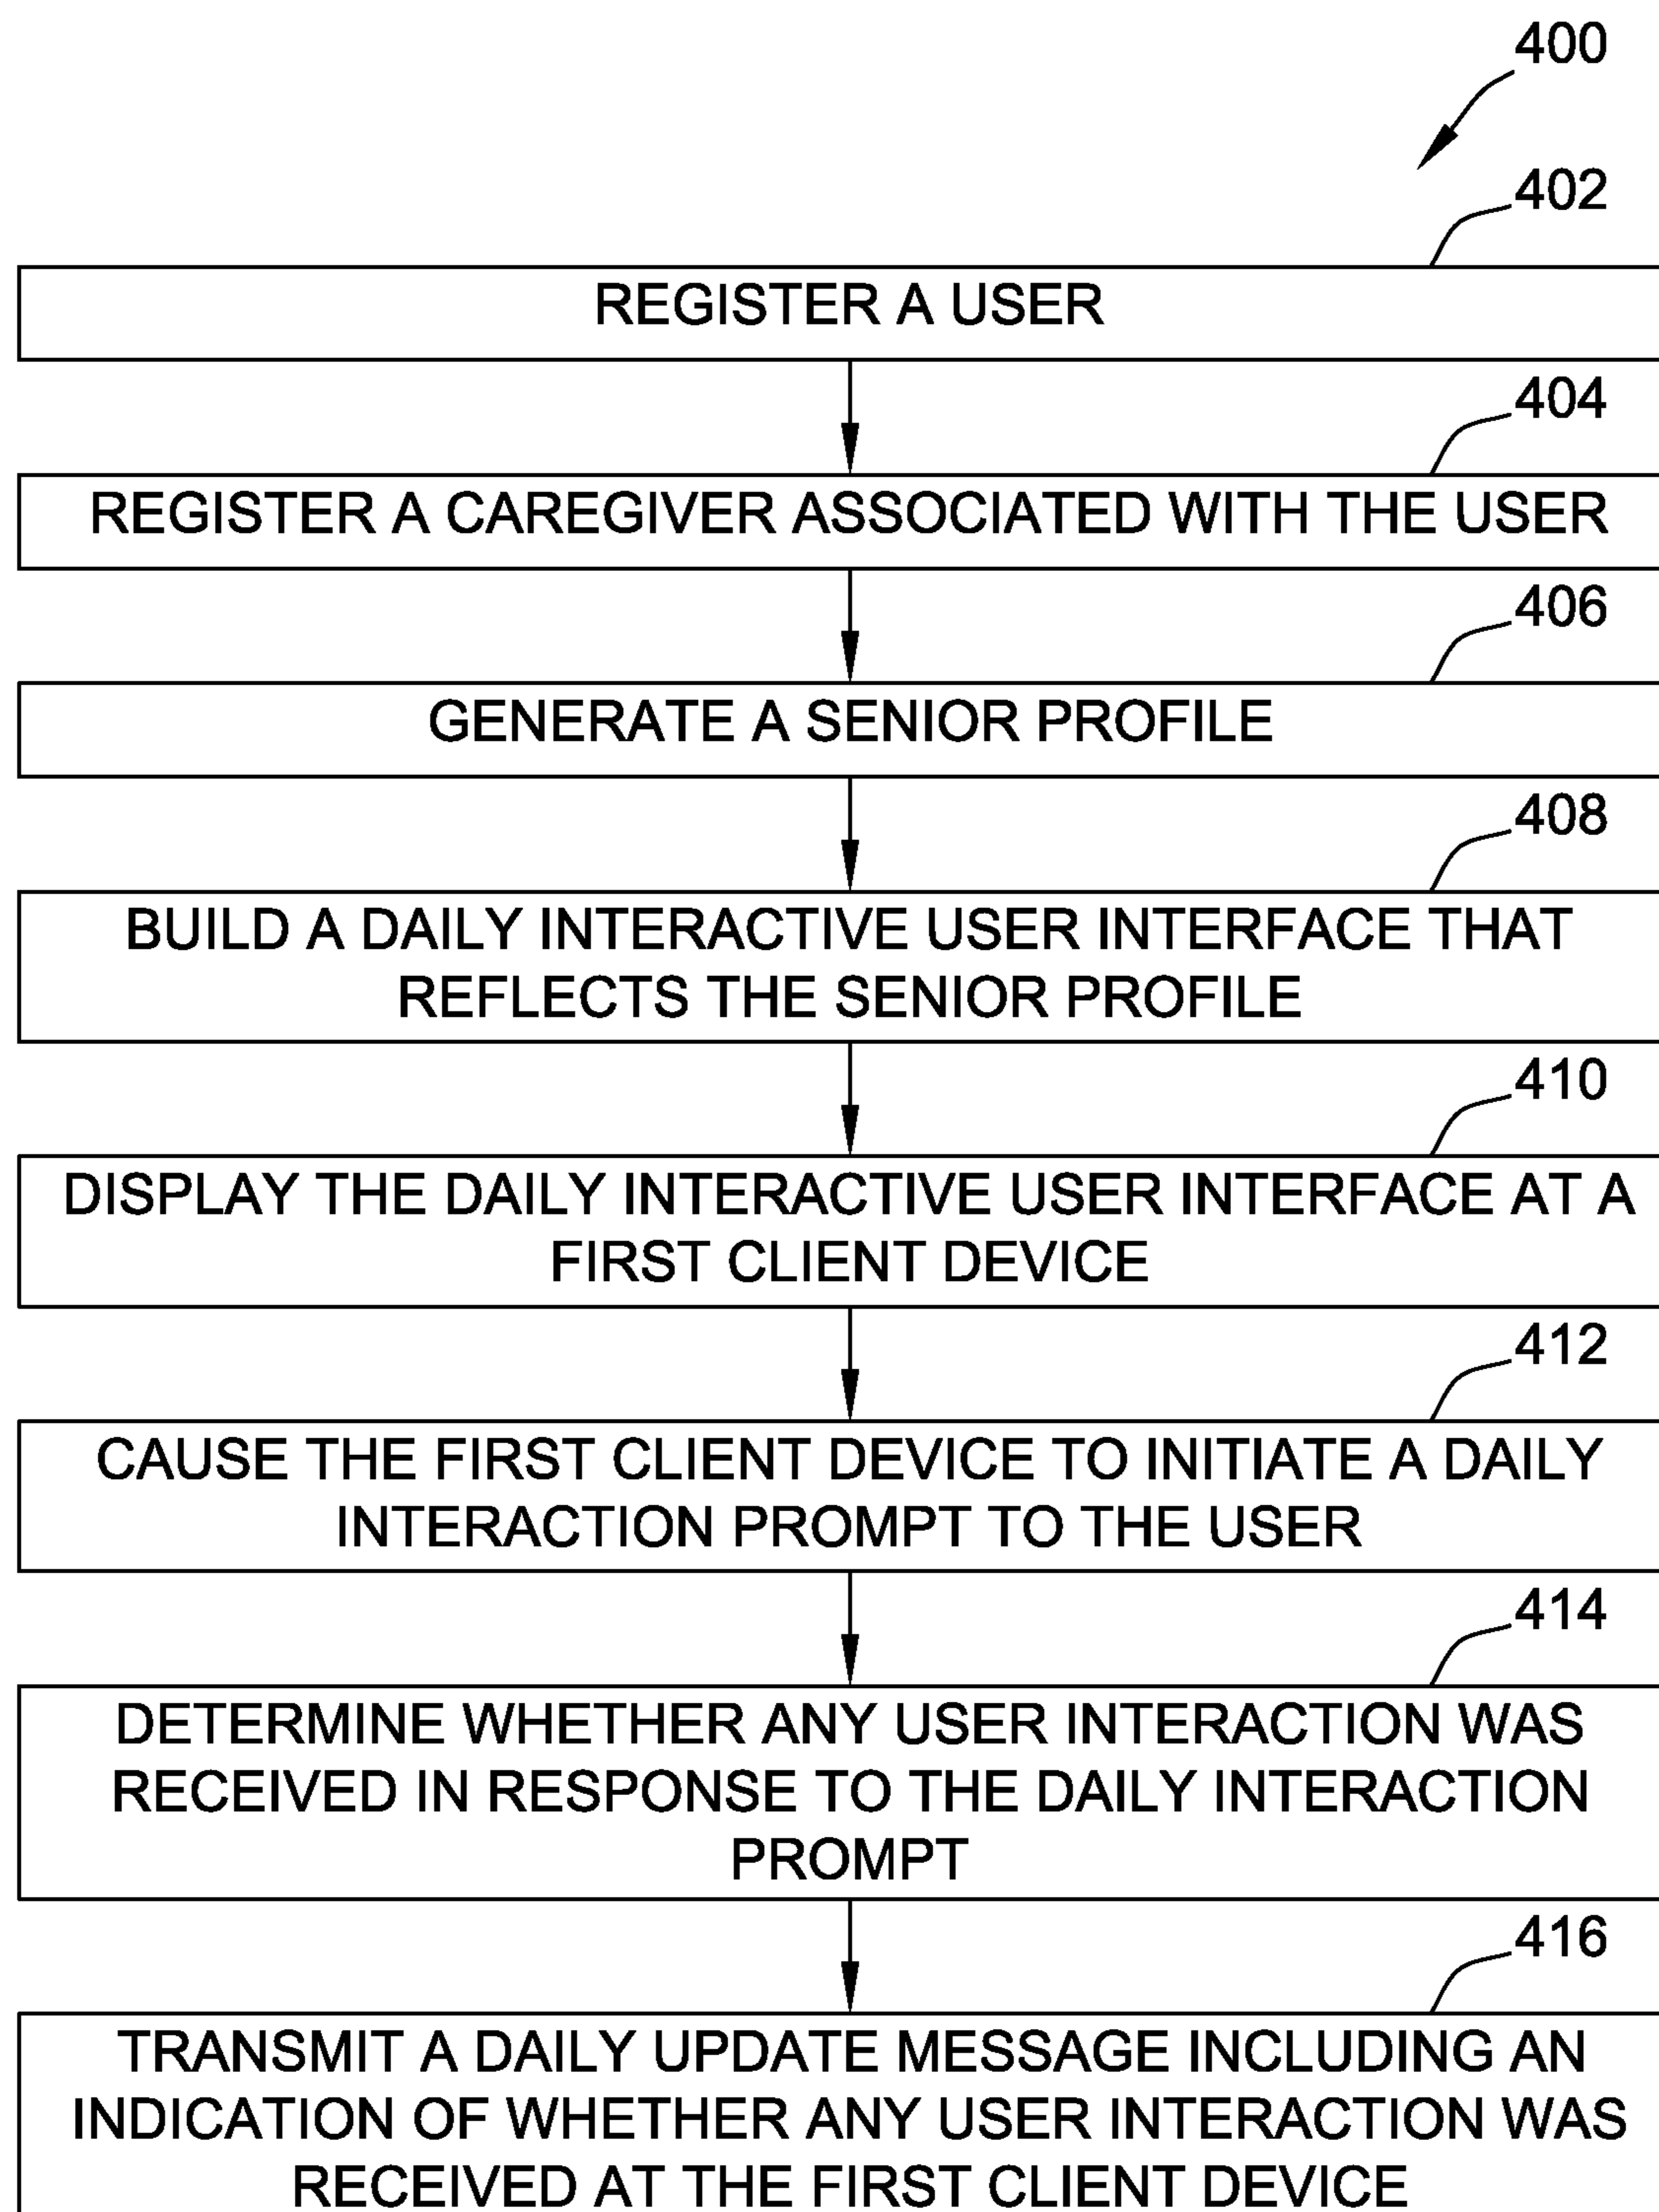 400
402
REGISTER A USER
404
REGISTER A CAREGIVER ASSOCIATED WITH THE USER
406
GENERATE A SENIOR PROFILE
408
BUILD A DAILY INTERACTIVE USER INTERFACE THAT
REFLECTS THE SENIOR PROFILE
410
DISPLAY THE DAILY INTERACTIVE USER INTERFACE AT A
FIRST CLIENT DEVICE
412
CAUSE THE FIRST CLIENT DEVICE TO INITIATE A DAILY
INTERACTION PROMPT TO THE USER
414
DETERMINE WHETHER ANY USER INTERACTION WAS
RECEIVED IN RESPONSE TO THE DAILY INTERACTION
PROMPT
416
TRANSMIT A DAILY UPDATE MESSAGE INCLUDING AN
INDICATION OF WHETHER ANY USER INTERACTION WAS
RECEIVED AT THE FIRST CLIENT DEVICE